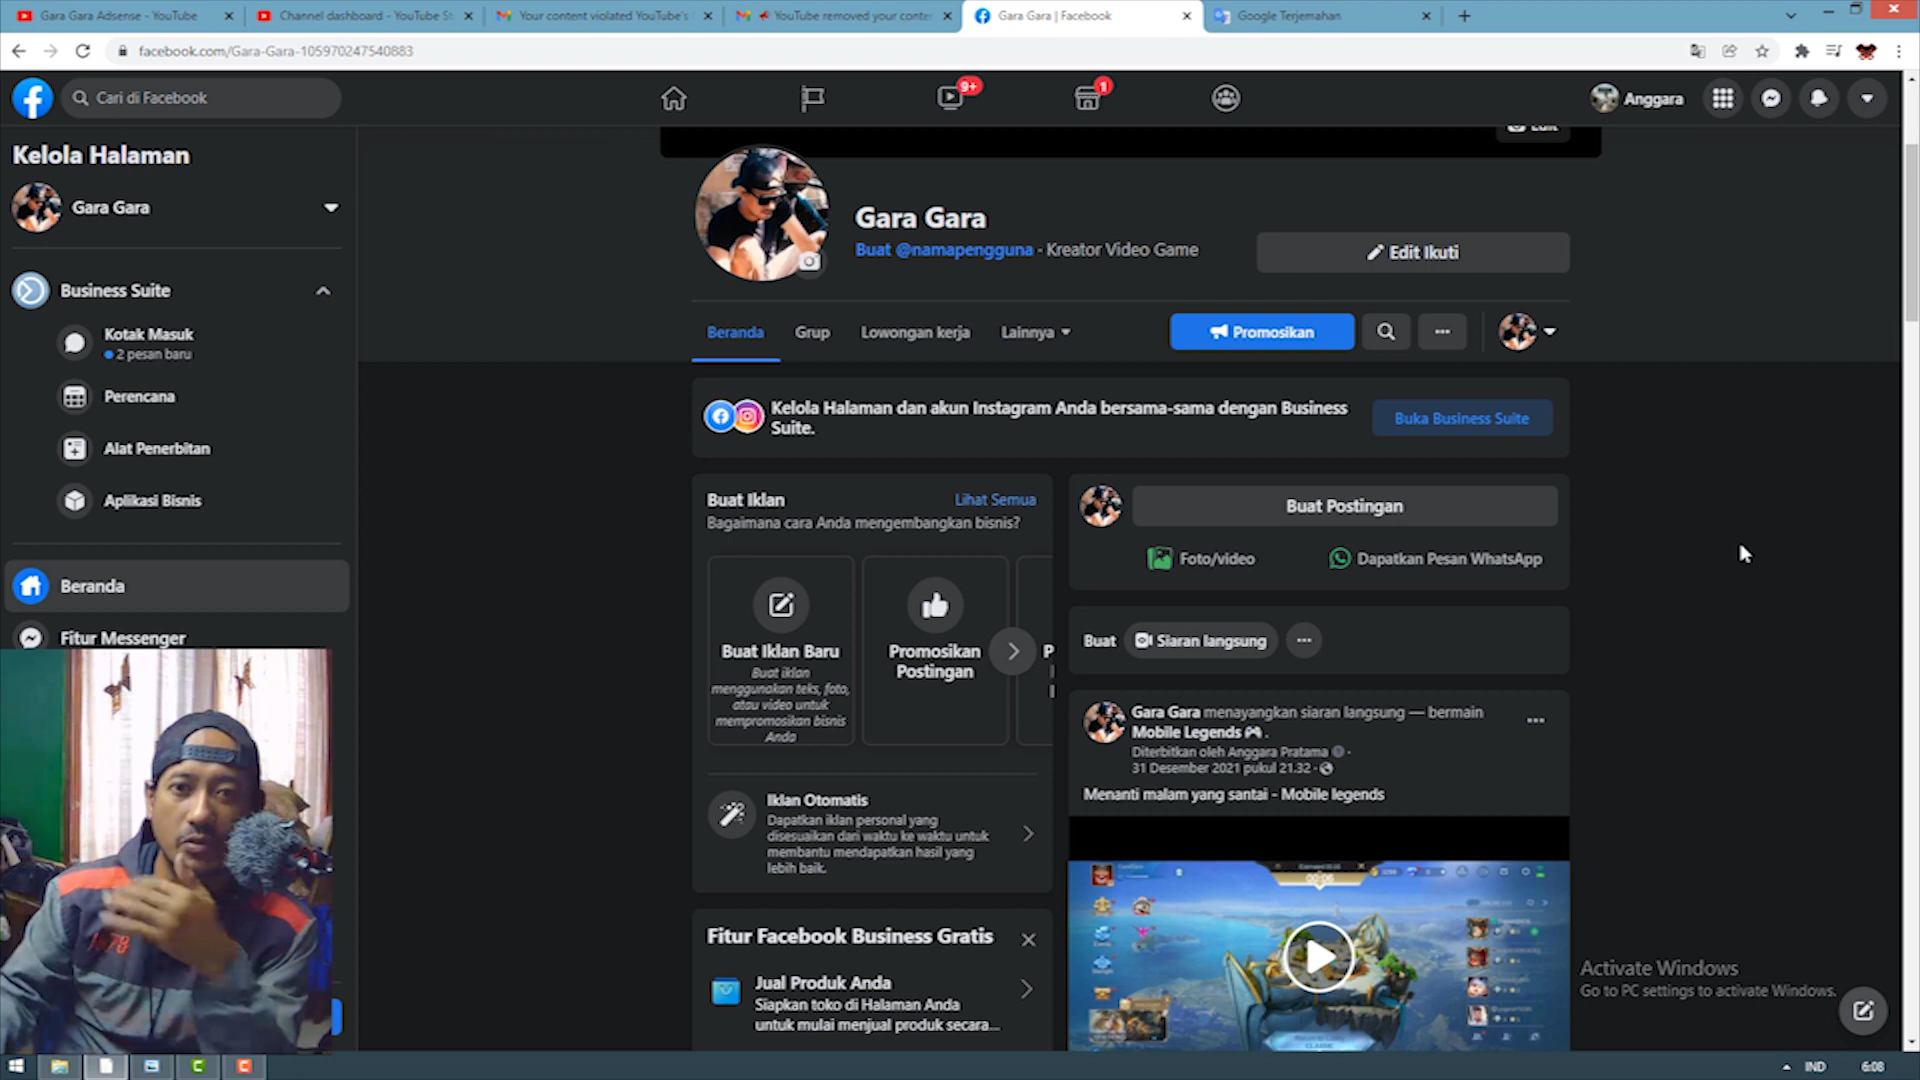 Gara Gara Adsense - YouTube
Channel dashboard - YouTube St
Your content violated YouTube's
YouTube removed your conte
Gara Gara | Facebook
Google Terjemahan
facebook.com/Gara-Gara-105970247540883
Cari di Facebook
9+
1
Anggara
Kelola Halaman
Gara Gara
Business Suite
Kotak Masuk
2 pesan baru
Perencana
Alat Penerbitan
Aplikasi Bisnis
Beranda
Fitur Messenger
Edit
Gara Gara
Buat @namapengguna - Kreator Video Game
Edit Ikuti
Beranda
Grup
Lowongan kerja
Lainnya
Promosikan
Kelola Halaman dan akun Instagram Anda bersama-sama dengan Business
Suite.
Buka Business Suite
Buat Iklan
Lihat Semua
Bagaimana cara Anda mengembangkan bisnis?
Buat Iklan Baru
Buat iklan
menggunakan teks, foto,
atau video untuk
mempromosikan bisnis
Anda
Promosikan
Postingan
P
Iklan Otomatis
Dapatkan iklan personal yang
disesuaikan dari waktu ke waktu untuk
membantu mendapatkan hasil yang
lebih baik.
Fitur Facebook Business Gratis
Jual Produk Anda
Siapkan toko di Halaman Anda
untuk mulai menjual produk secara...
Buat Postingan
Foto/video
Dapatkan Pesan WhatsApp
Buat
Siaran langsung
Gara Gara menayangkan siaran langsung — bermain
Mobile Legends 🎮 .
Diterbitkan oleh Anggara Pratama ·
31 Desember 2021 pukul 21.32 ·
Menanti malam yang santai - Mobile legends
00:06
CLASSIC
Activate Windows
Go to PC settings to activate Windows.
IND
6:08